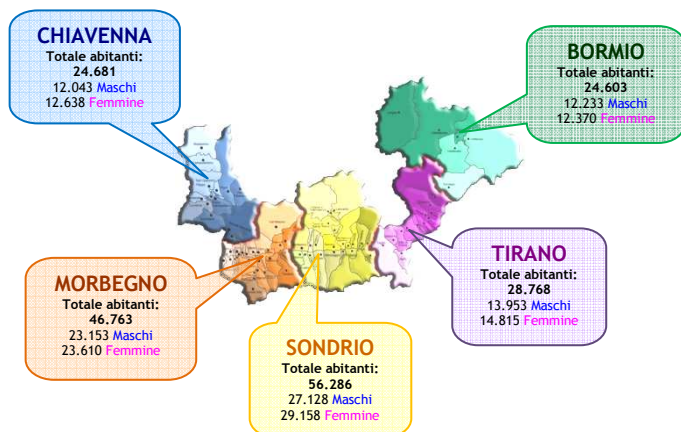 CHIAVENNA
Totale abitanti:
24.681
12.043 Maschi
12.638 Femmine
BORMIO
Totale abitanti:
24.603
12.233 Maschi
12.370 Femmine
MORBEGNO
Totale abitanti:
46.763
23.153 Maschi
23.610 Femmine
TIRANO
Totale abitanti:
28.768
13.953 Maschi
14.815 Femmine
SONDRIO
Totale abitanti:
56.286
27.128 Maschi
29.158 Femmine